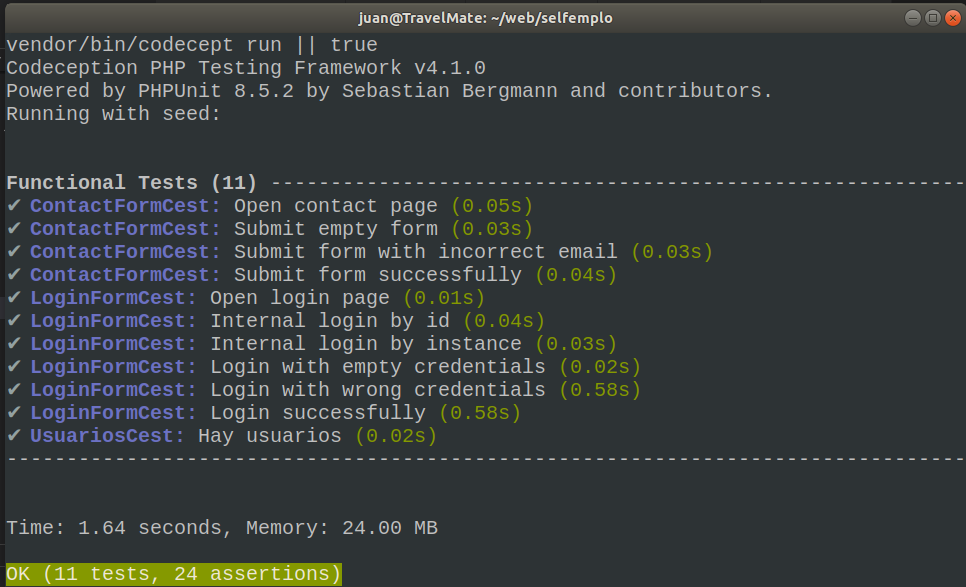 juan@TravelMate: ~/web/selfemplo
vendor/bin/codecept run || true
Codeception PHP Testing Framework v4.1.0
Powered by PHPUnit 8.5.2 by Sebastian Bergmann and contributors.
Running with seed:
Functional Tests (11) ----------------------------------------------------------
✔ ContactFormCest: Open contact page (0.05s)
✔ ContactFormCest: Submit empty form (0.03s)
✔ ContactFormCest: Submit form with incorrect email (0.03s)
✔ ContactFormCest: Submit form successfully (0.04s)
✔ LoginFormCest: Open login page (0.01s)
✔ LoginFormCest: Internal login by id (0.04s)
✔ LoginFormCest: Internal login by instance (0.03s)
✔ LoginFormCest: Login with empty credentials (0.02s)
✔ LoginFormCest: Login with wrong credentials (0.58s)
✔ LoginFormCest: Login successfully (0.58s)
✔ UsuariosCest: Hay usuarios (0.02s)
--------------------------------------------------------------------------------
Time: 1.64 seconds, Memory: 24.00 MB
OK (11 tests, 24 assertions)